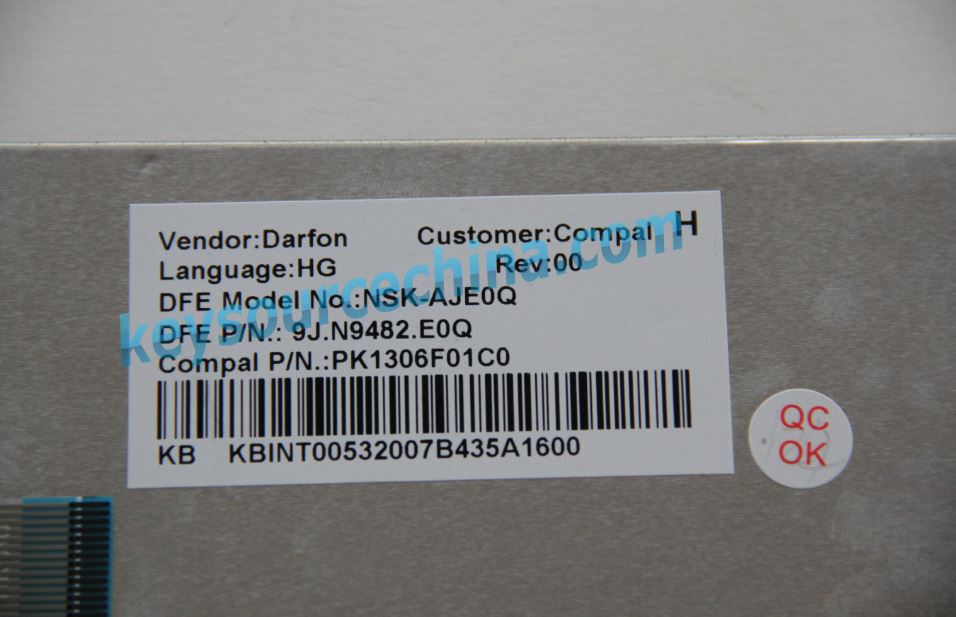 Vendor:Darfon Customer:Compal H
Language:HG Rev:00
DFE Model No.:NSK-AJE0Q
DFE P/N.: 9J.N9482.E0Q
Compal P/N.:PK1306F01C0
KB KBINT00532007B435A1600
QC
OK
keysourcechina.com